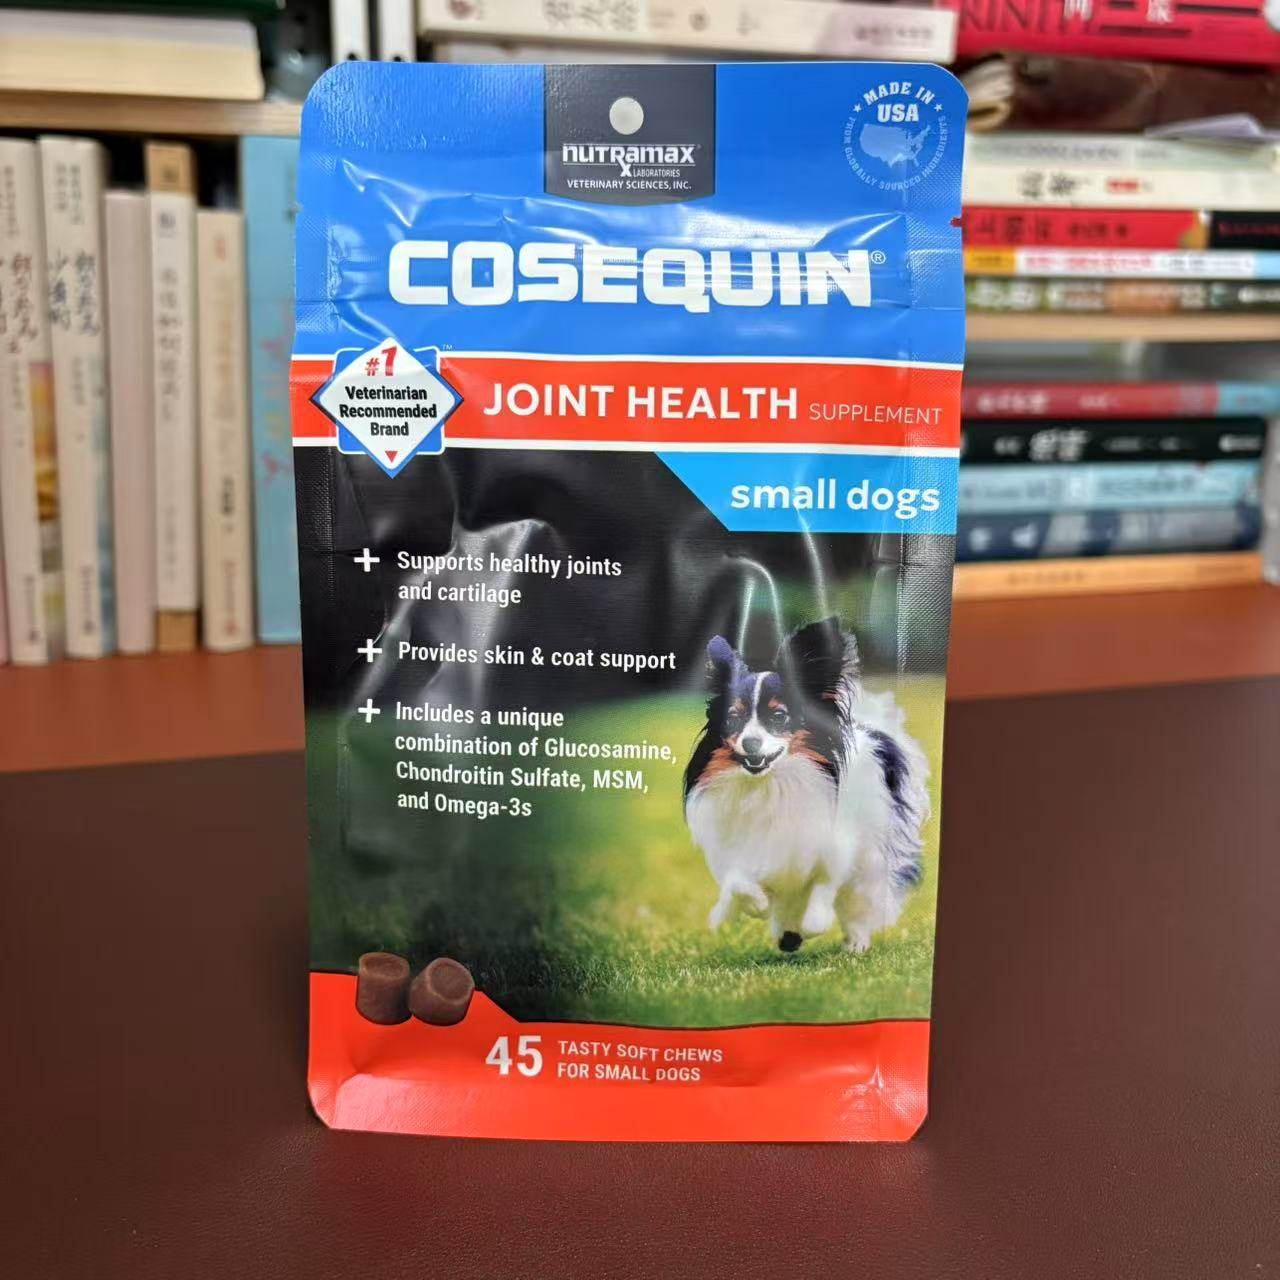 nutramax
LABORATORIES
VETERINARY SCIENCES, INC.
MADE IN
USA
FROM GLOBALLY SOURCED INGREDIENTS
COSEQUIN®
#1
Veterinarian
Recommended
Brand
™
JOINT HEALTH SUPPLEMENT
small dogs
+ Supports healthy joints
and cartilage
+ Provides skin & coat support
+ Includes a unique
combination of Glucosamine,
Chondroitin Sulfate, MSM,
and Omega-3s
45 TASTY SOFT CHEWS
FOR SMALL DOGS